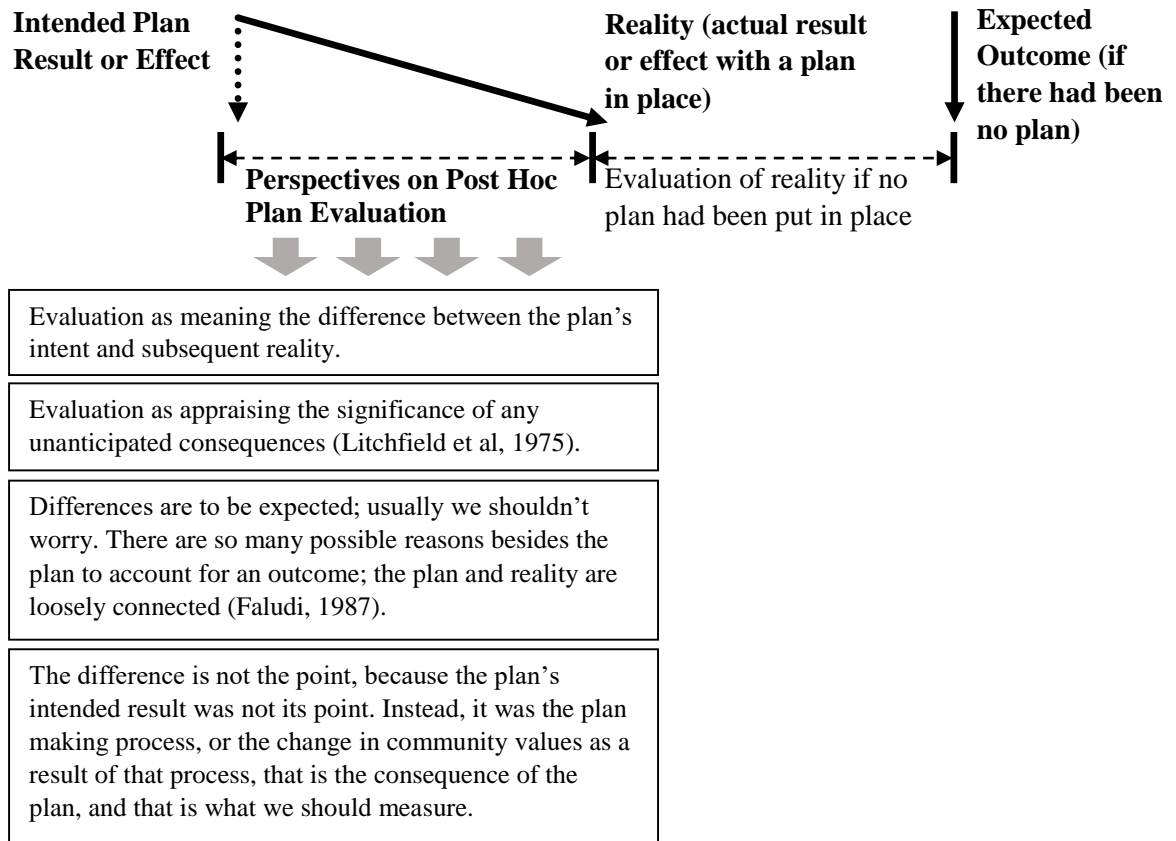 Intended Plan
Result or Effect
Reality (actual result
or effect with a plan
in place)
Expected
Outcome (if
there had been
no plan)
Perspectives on Post Hoc
Plan Evaluation
Evaluation of reality if no
plan had been put in place
Evaluation as meaning the difference between the plan’s
intent and subsequent reality.
Evaluation as appraising the significance of any
unanticipated consequences (Litchfield et al, 1975).
Differences are to be expected; usually we shouldn’t
worry. There are so many possible reasons besides the
plan to account for an outcome; the plan and reality are
loosely connected (Faludi, 1987).
The difference is not the point, because the plan’s
intended result was not its point. Instead, it was the plan
making process, or the change in community values as a
result of that process, that is the consequence of the
plan, and that is what we should measure.